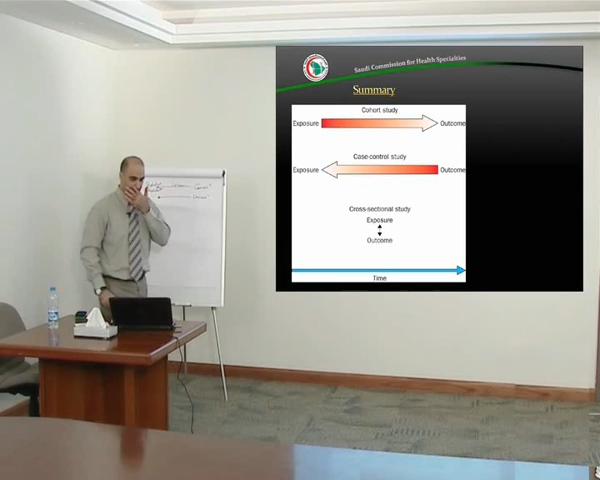 Saudi Commission for Health Specialties
Summary
Cohort study
Exposure Outcome
Case-control study
Exposure Outcome
Cross-sectional study
Exposure
Outcome
Time